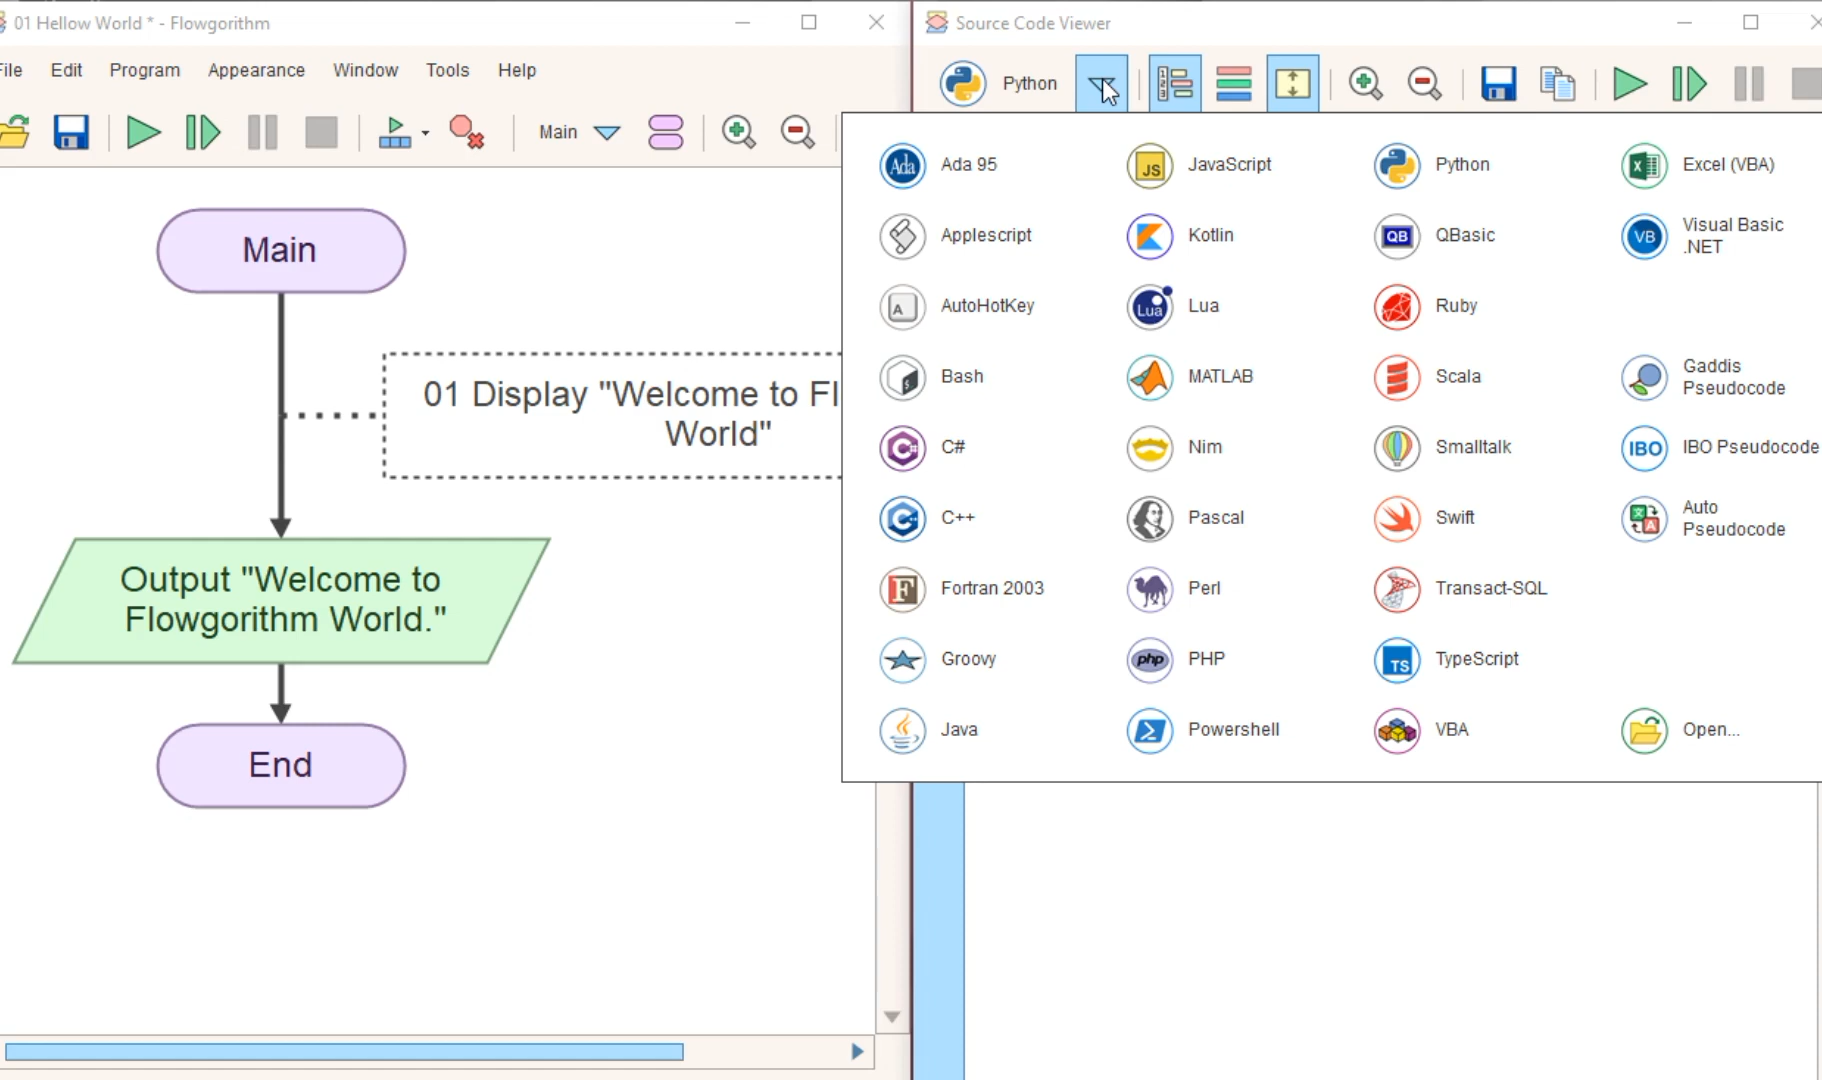 01 Hellow World * - Flowgorithm
File Edit Program Appearance Window Tools Help
Main
Main
01 Display "Welcome to Fl
World"
Output "Welcome to
Flowgorithm World."
End
Source Code Viewer
Python
Ada 95
JavaScript
Python
Excel (VBA)
Applescript
Kotlin
QBasic
Visual Basic
.NET
AutoHotKey
Lua
Ruby
Bash
MATLAB
Scala
Gaddis
Pseudocode
C#
Nim
Smalltalk
IBO Pseudocode
C++
Pascal
Swift
Auto
Pseudocode
Fortran 2003
Perl
Transact-SQL
Groovy
PHP
TypeScript
Java
Powershell
VBA
Open...